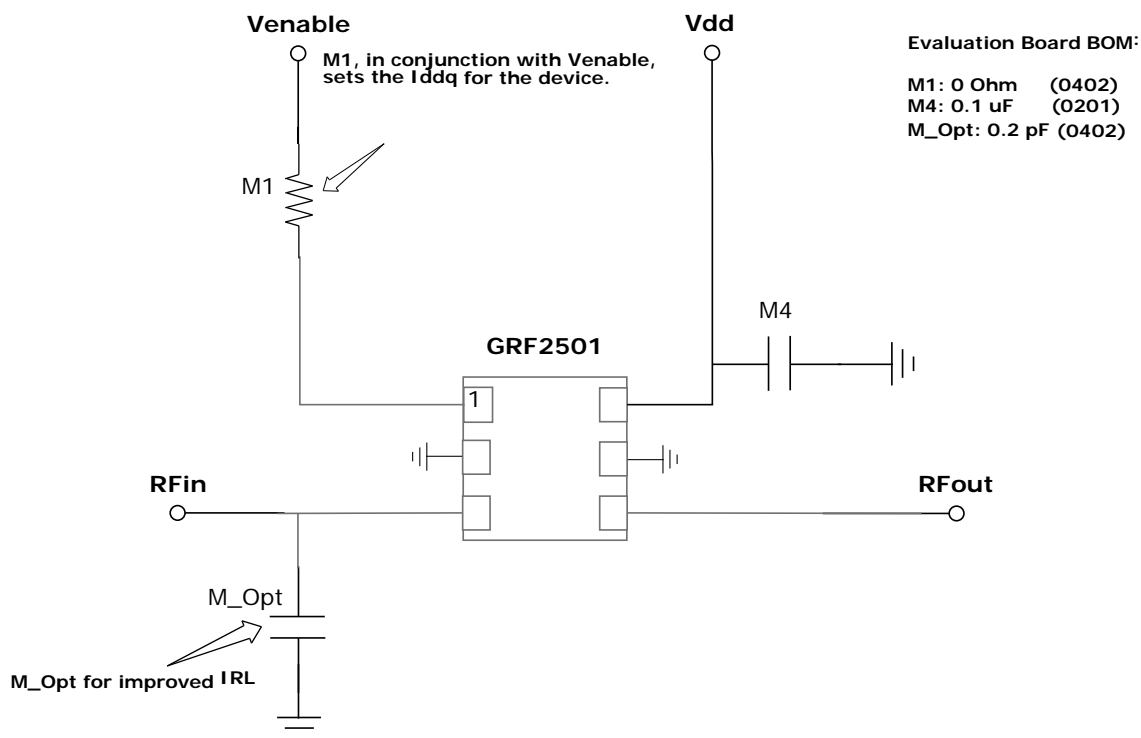 Venable
Vdd
M1, in conjunction with Venable,
sets the Iddq for the device.
Evaluation Board BOM:
M1: 0 Ohm (0402)
M4: 0.1 uF (0201)
M_Opt: 0.2 pF (0402)
M1
M4
GRF2501
1
RFin
RFout
M_Opt
M_Opt for improved IRL